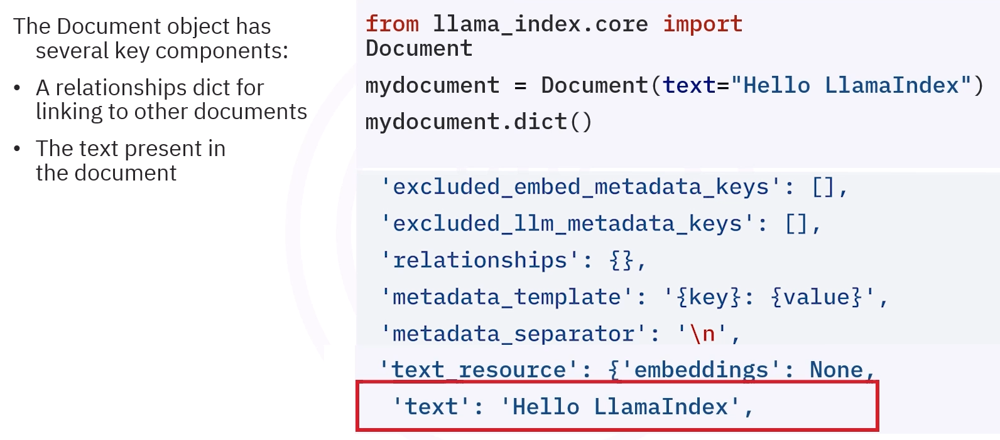 The Document object has
several key components:
• A relationships dict for
linking to other documents
• The text present in
the document
from llama_index.core import
Document
mydocument = Document(text="Hello LlamaIndex")
mydocument.dict()
'excluded_embed_metadata_keys': [],
'excluded_llm_metadata_keys': [],
'relationships': {},
'metadata_template': '{key}: {value}',
'metadata_separator': '\n',
'text_resource': {'embeddings': None,
'text': 'Hello LlamaIndex',